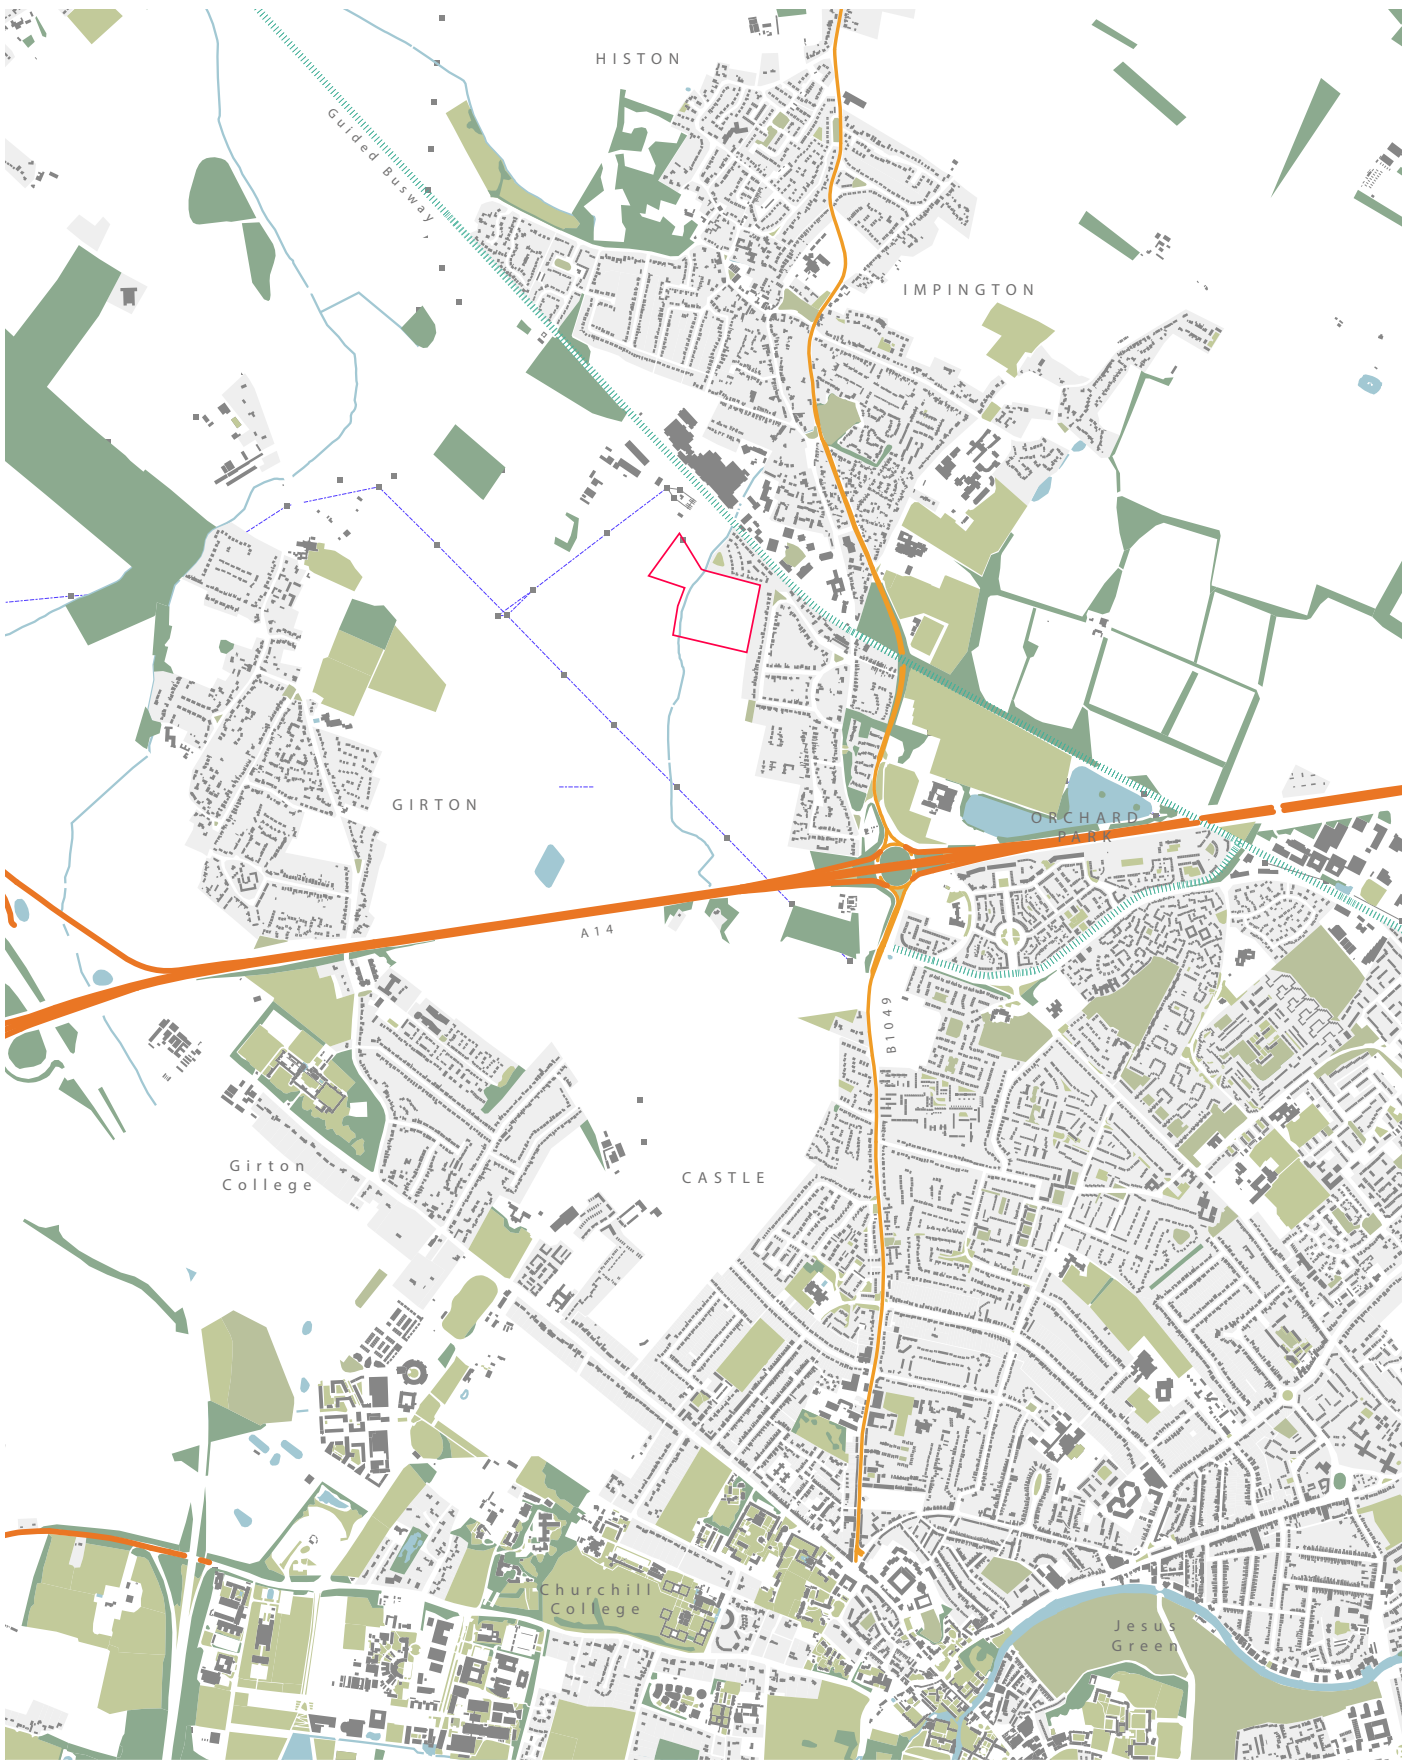 HISTON
Guided Busway
IMPINGTON
GIRTON
ORCHARD
PARK
A14
B1049
Girton
College
CASTLE
Churchill
College
Jesus
Green